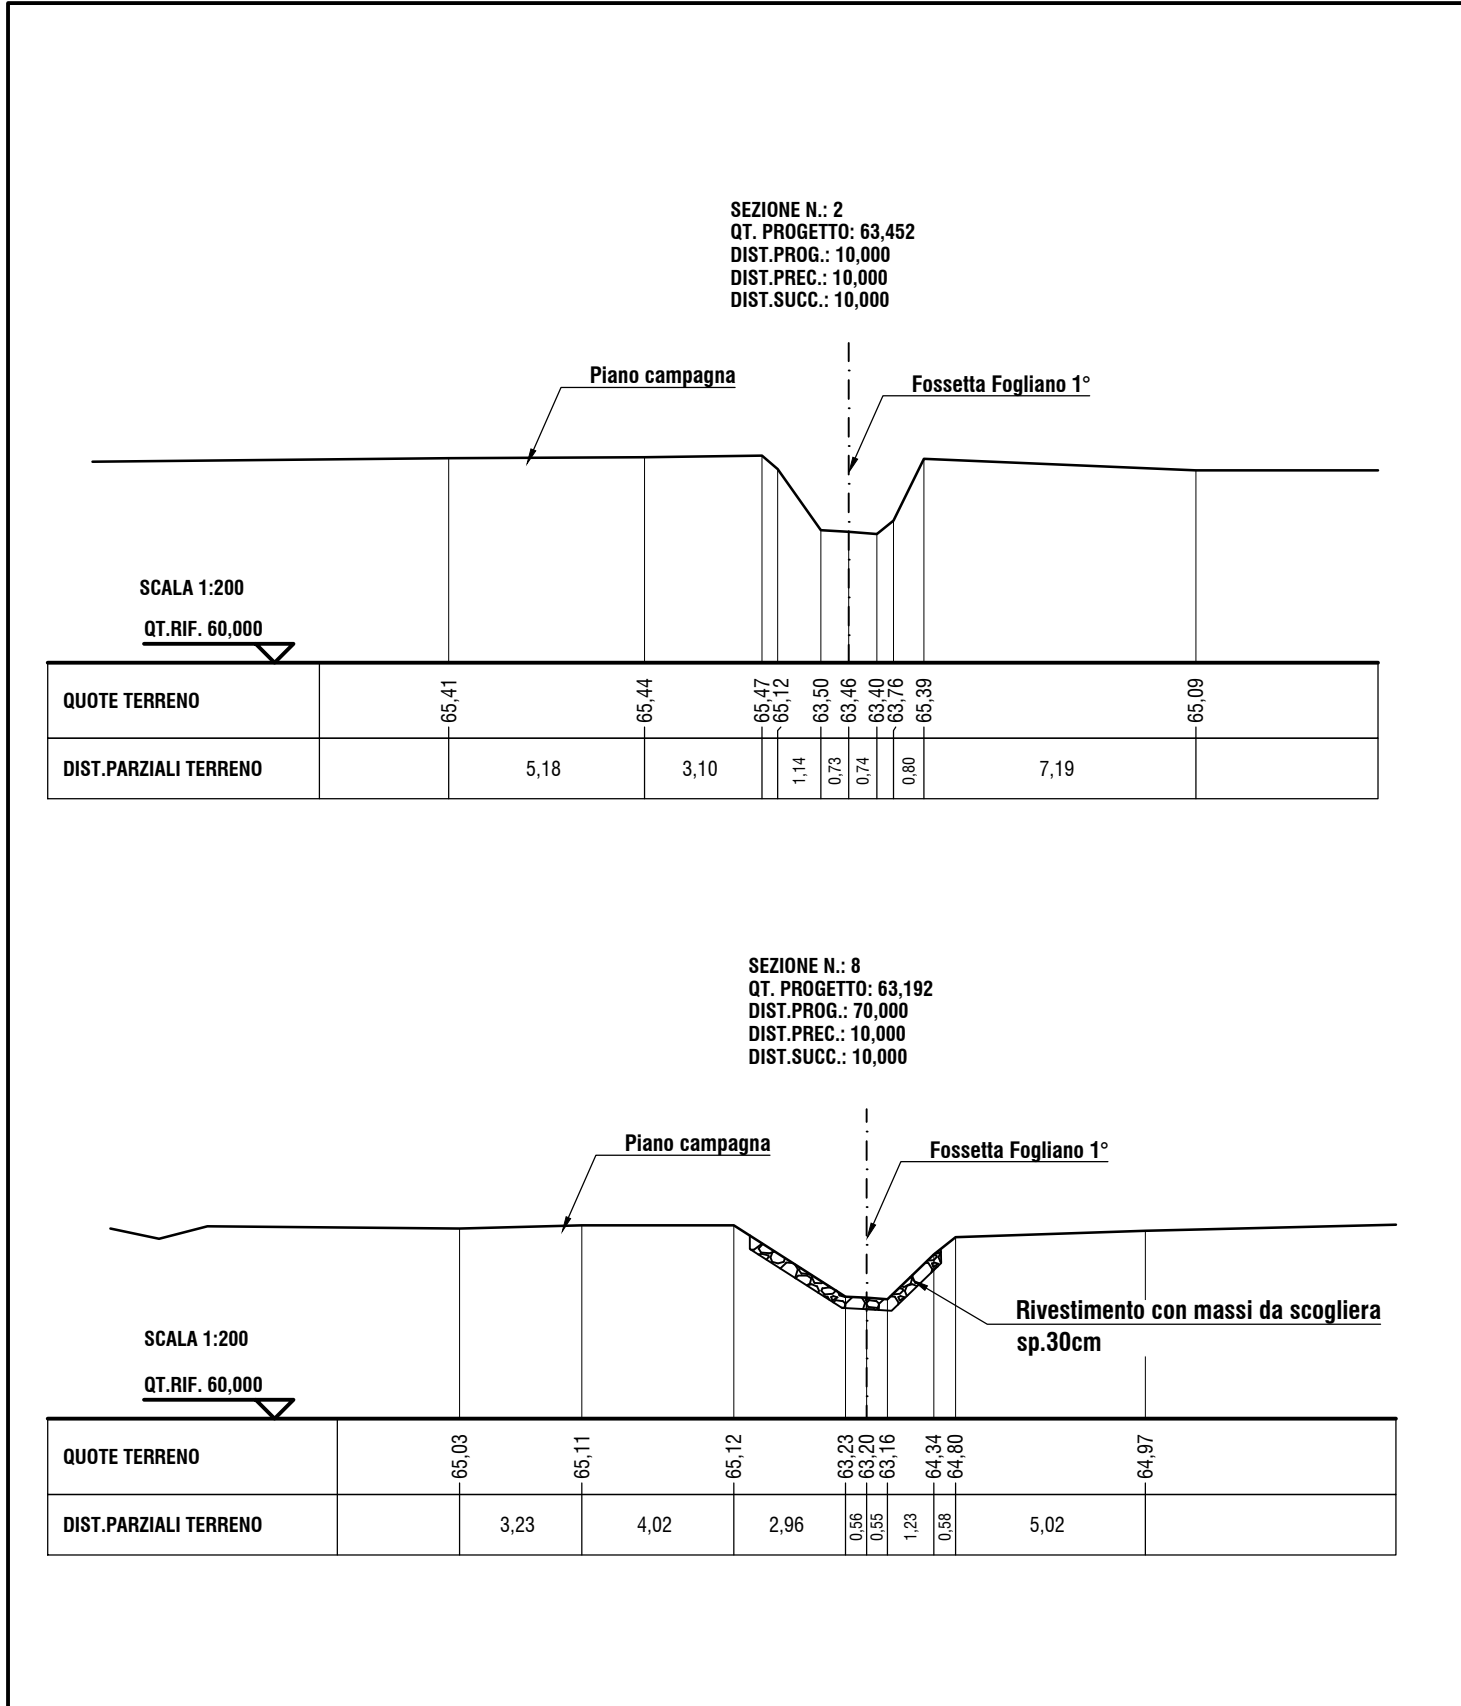 SEZIONE N.: 2
QT. PROGETTO: 63,452
DIST.PROG.: 10,000
DIST.PREC.: 10,000
DIST.SUCC.: 10,000
Piano campagna
Fossetta Fogliano 1°
SCALA 1:200
QT.RIF. 60,000
QUOTE TERRENO 65,41 65,44 65,47 65,12 63,50 63,46 63,40 63,76 65,39 65,09
DIST.PARZIALI TERRENO 5,18 3,10 1,14 0,73 0,74 0,80 7,19
SEZIONE N.: 8
QT. PROGETTO: 63,192
DIST.PROG.: 70,000
DIST.PREC.: 10,000
DIST.SUCC.: 10,000
Piano campagna
Fossetta Fogliano 1°
Rivestimento con massi da scogliera
sp.30cm
SCALA 1:200
QT.RIF. 60,000
QUOTE TERRENO 65,03 65,11 65,12 63,23 63,20 63,16 64,34 64,80 64,97
DIST.PARZIALI TERRENO 3,23 4,02 2,96 0,56 0,55 1,23 0,58 5,02